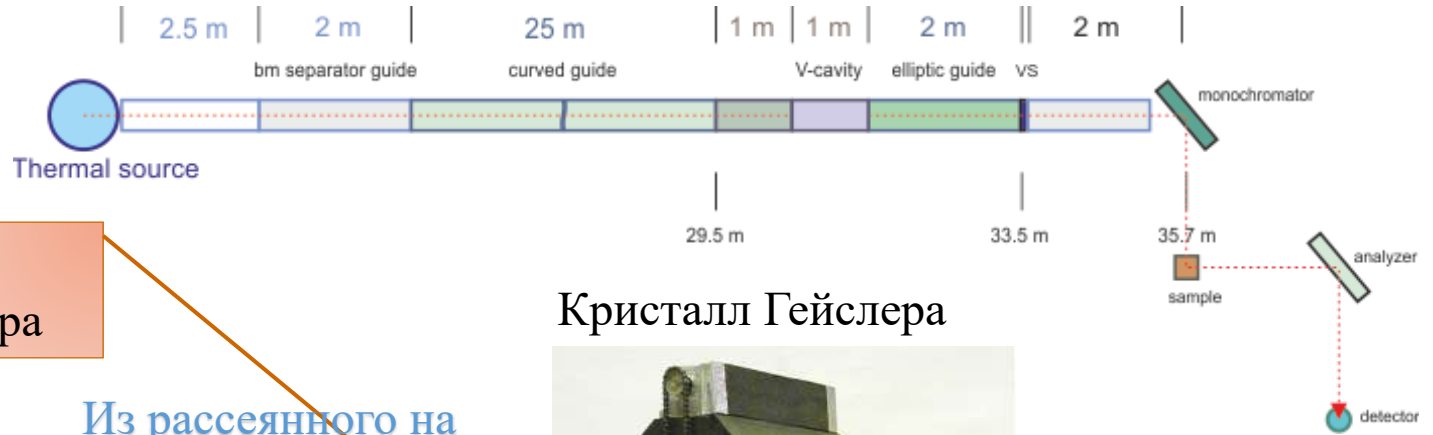 2.5 m 2 m 25 m 1 m 1 m 2 m 2 m
bm separator guide curved guide V-cavity elliptic guide VS
monochromator
Thermal source
29.5 m 33.5 m 35.7 m
analyzer
sample
ра
Кристалл Гейслера
Из рассеянного на
detector